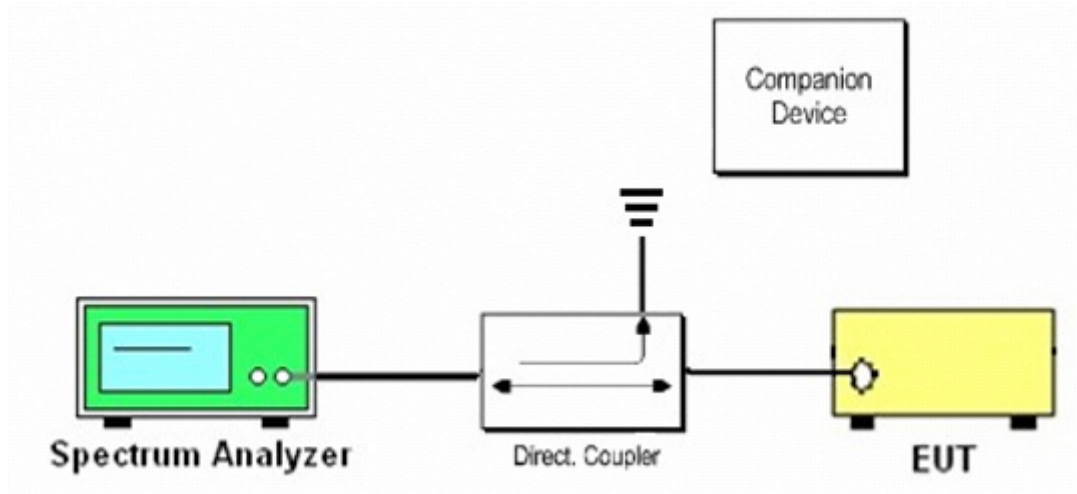 Companion
Device
Direct. Coupler
Spectrum Analyzer
EUT